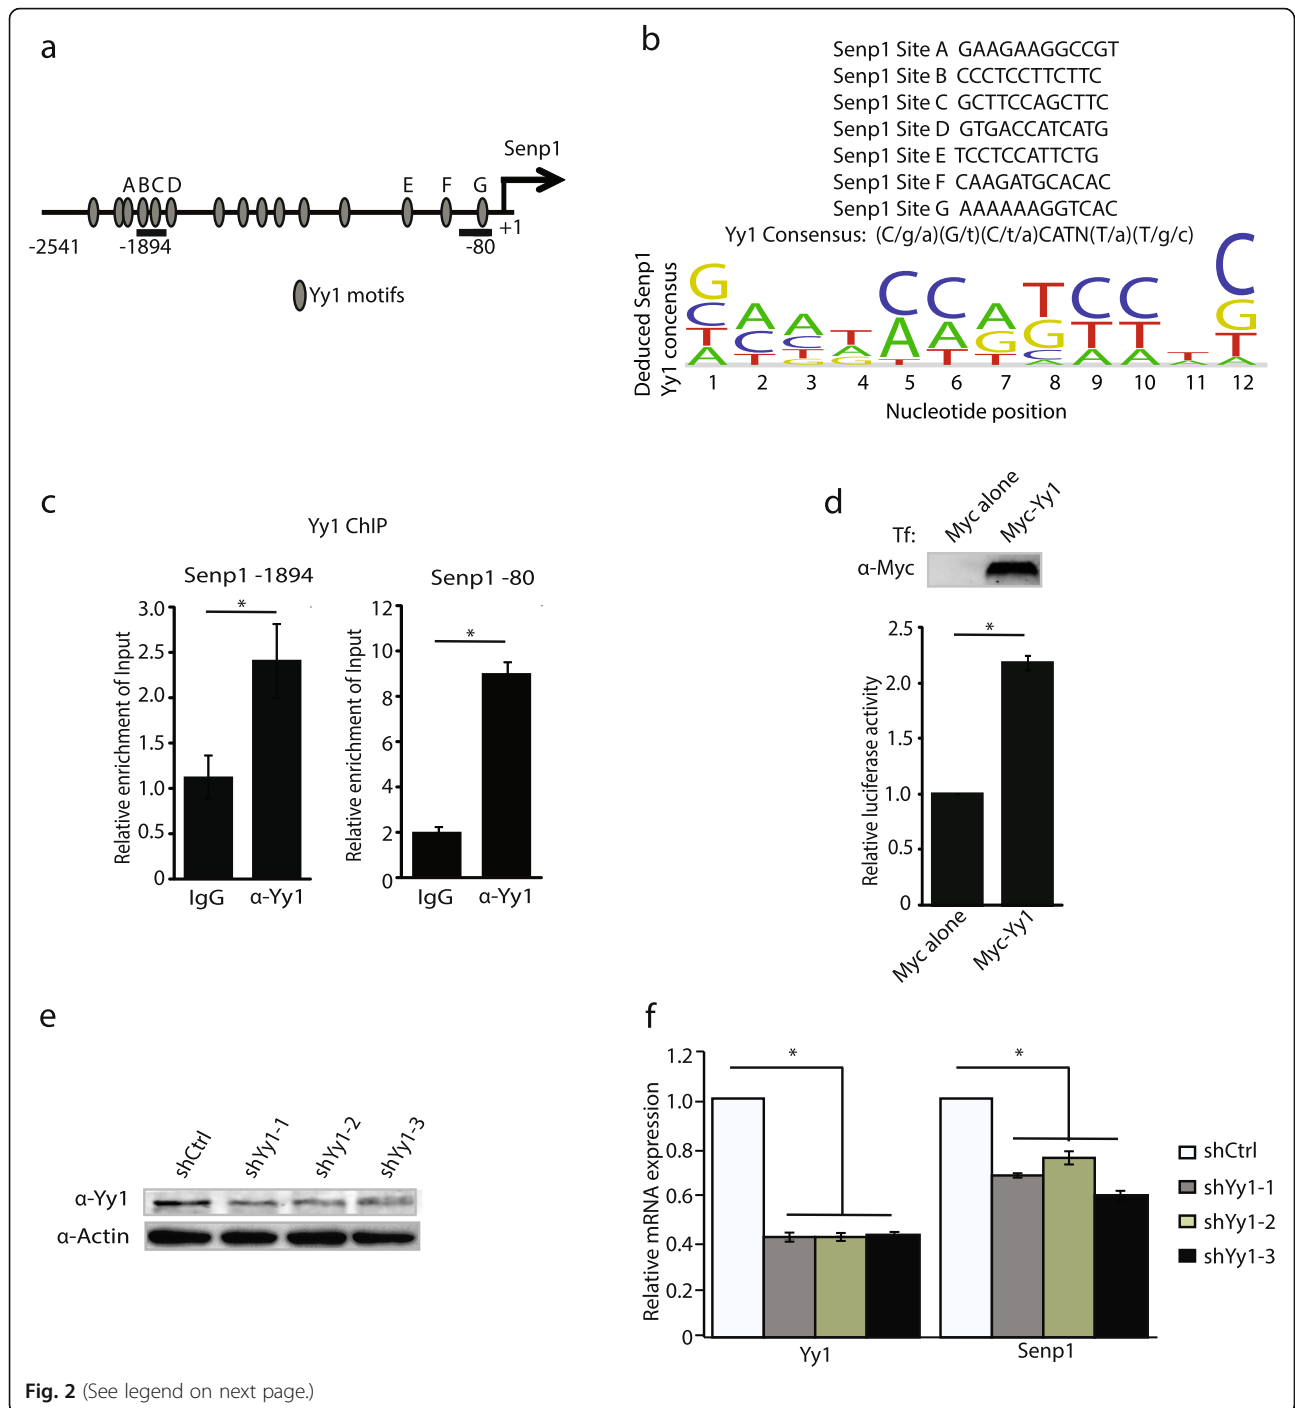 a
Senp1
A B C D E F G
-2541 -1894 -80 +1
Yy1 motifs
b
Senp1 Site A GAAGAAGGCCGT
Senp1 Site B CCCTCCTTCTTC
Senp1 Site C GCTTCCAGCTTC
Senp1 Site D GTGACCATCATG
Senp1 Site E TCCTCCATTCTG
Senp1 Site F CAAGATGCACAC
Senp1 Site G AAAAAAGGTCAC
Yy1 Consensus: (C/g/a)(G/t)(C/t/a)CATN(T/a)(T/g/c)
Deduced Senp1
Yy1 concensus
G C T A
A C T
A C T G
T A G
C A T
C A T
A G T
T G C A
C T A
C T A
T A
C G T A
1 2 3 4 5 6 7 8 9 10 11 12
Nucleotide position
c
Yy1 ChIP
Senp1 -1894
Relative enrichment of Input
3.0
2.5
2.0
1.5
1.0
0.5
0
*
IgG α-Yy1
Senp1 -80
Relative enrichment of Input
12
10
8
6
4
2
0
*
IgG α-Yy1
d
Tf: Myc alone Myc-Yy1
α-Myc
Relative luciferase activity
2.5
2.0
1.5
1.0
0.5
0
*
Myc alone Myc-Yy1
e
shCtrl shYy1-1 shYy1-2 shYy1-3
α-Yy1
α-Actin
f
Relative mRNA expression
1.2
1.0
0.8
0.6
0.4
0.2
0
* *
Yy1 Senp1
shCtrl
shYy1-1
shYy1-2
shYy1-3
Fig. 2 (See legend on next page.)